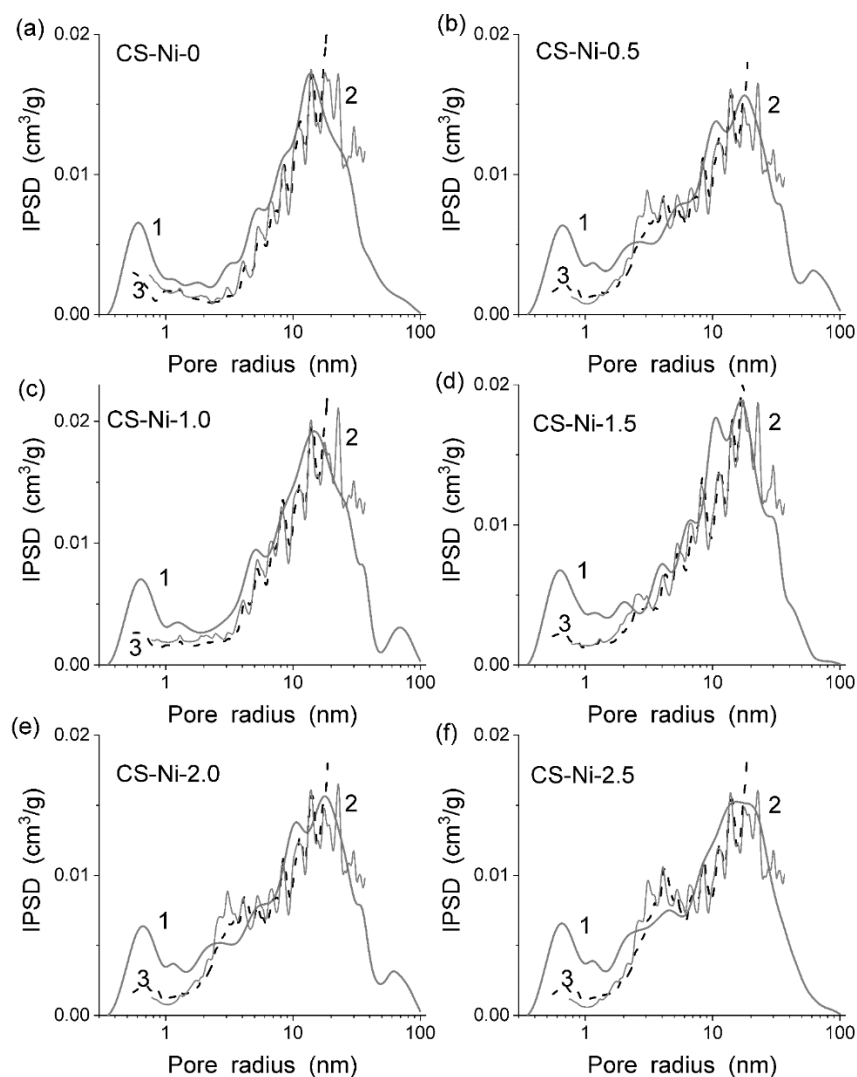 (a)
CS-Ni-0
IPSD (cm³/g)
0.02
0.01
0.00
1
2
3
1
10
100
Pore radius (nm)
(b)
CS-Ni-0.5
IPSD (cm³/g)
0.02
0.01
0.00
1
2
3
1
10
100
Pore radius (nm)
(c)
CS-Ni-1.0
IPSD (cm³/g)
0.02
0.01
0.00
1
2
3
1
10
100
Pore radius (nm)
(d)
CS-Ni-1.5
IPSD (cm³/g)
0.02
0.01
0.00
1
2
3
1
10
100
Pore radius (nm)
(e)
CS-Ni-2.0
IPSD (cm³/g)
0.02
0.01
0.00
1
2
3
1
10
100
Pore radius (nm)
(f)
CS-Ni-2.5
IPSD (cm³/g)
0.02
0.01
0.00
1
2
3
1
10
100
Pore radius (nm)